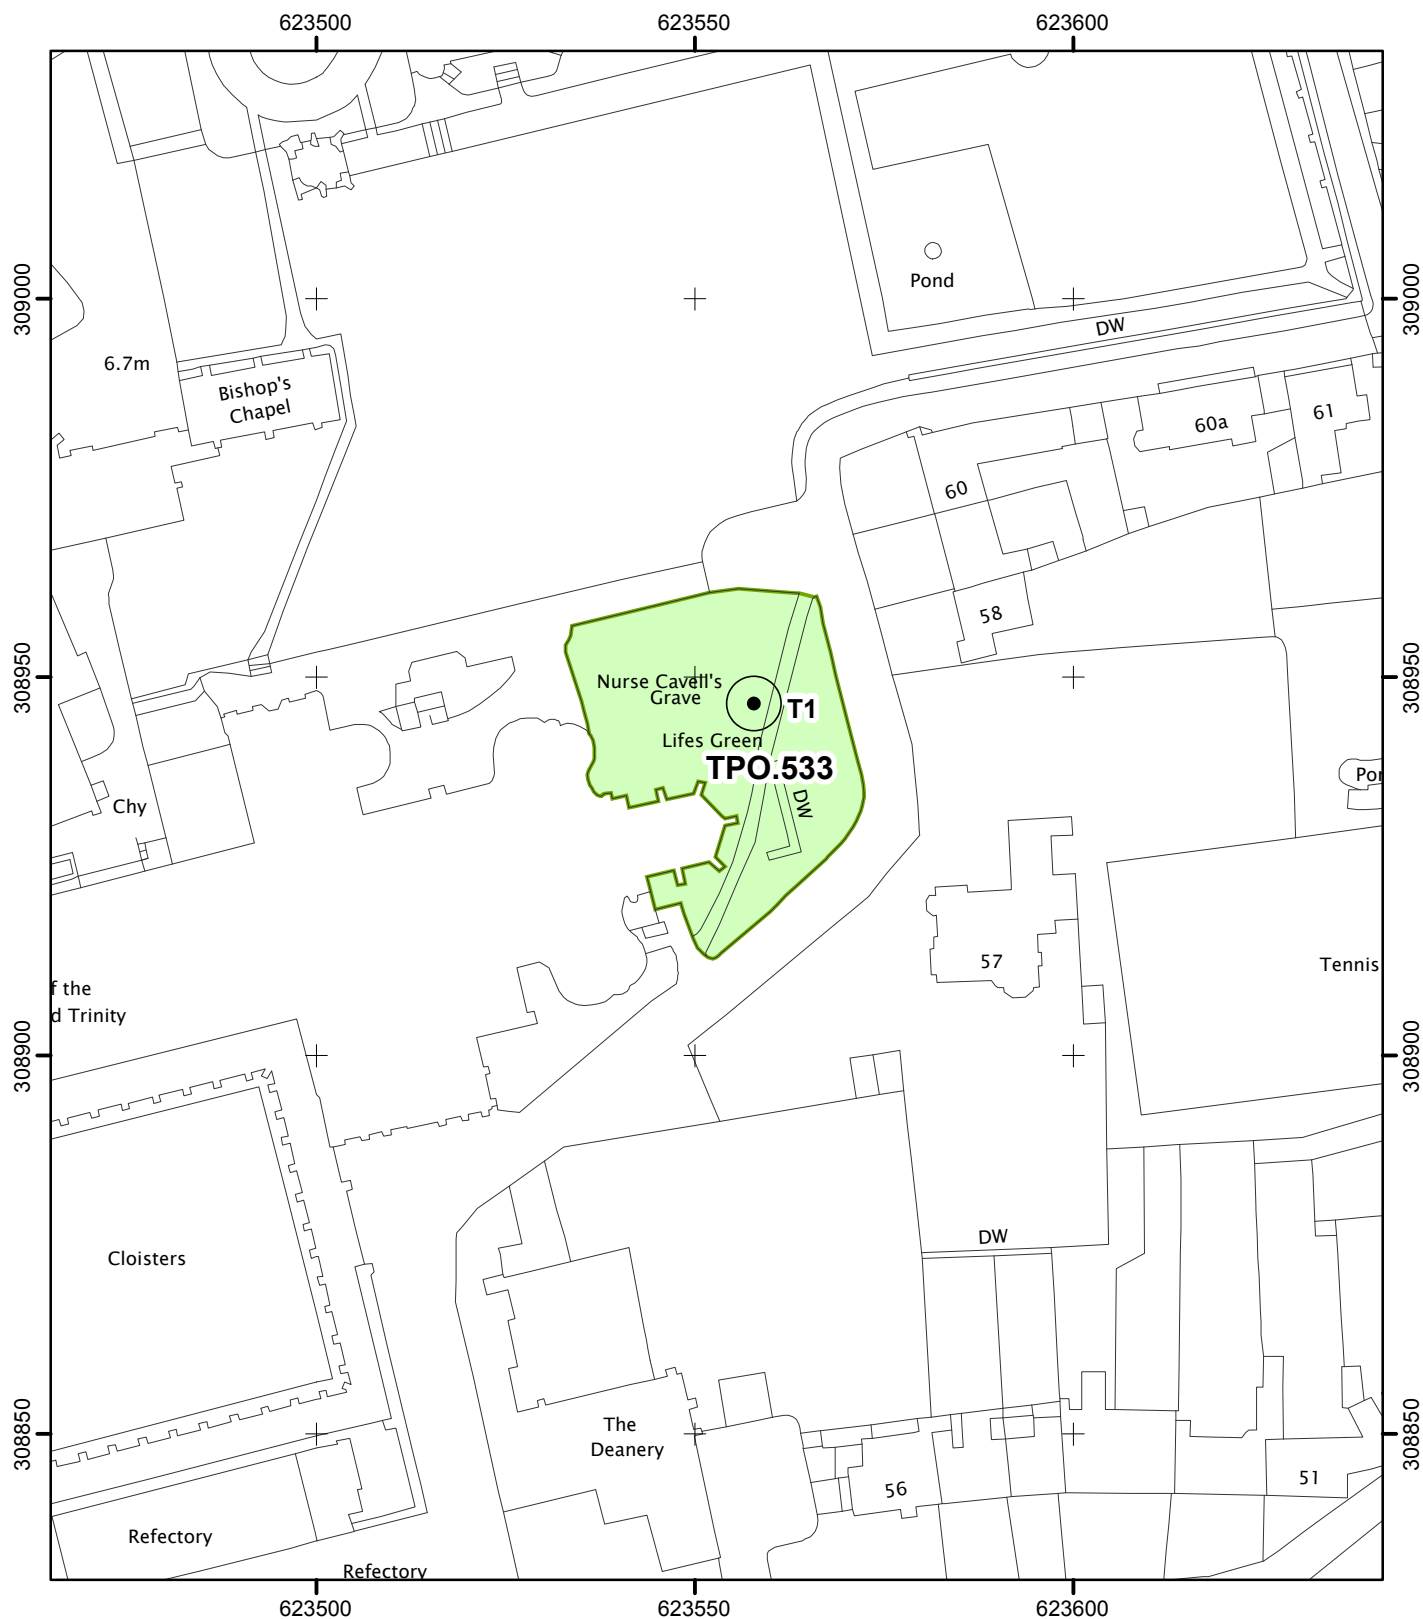 623500
623550
623600
309000
309000
Pond
DW
6.7m
Bishop's
Chapel
60a
61
60
58
308950
308950
Nurse Cavell's
Grave
T1
Lifes Green
TPO.533
DW
Por
Chy
57
Tennis
f the
d Trinity
308900
308900
Cloisters
DW
The
Deanery
308850
308850
56
51
Refectory
Refectory
623500
623550
623600